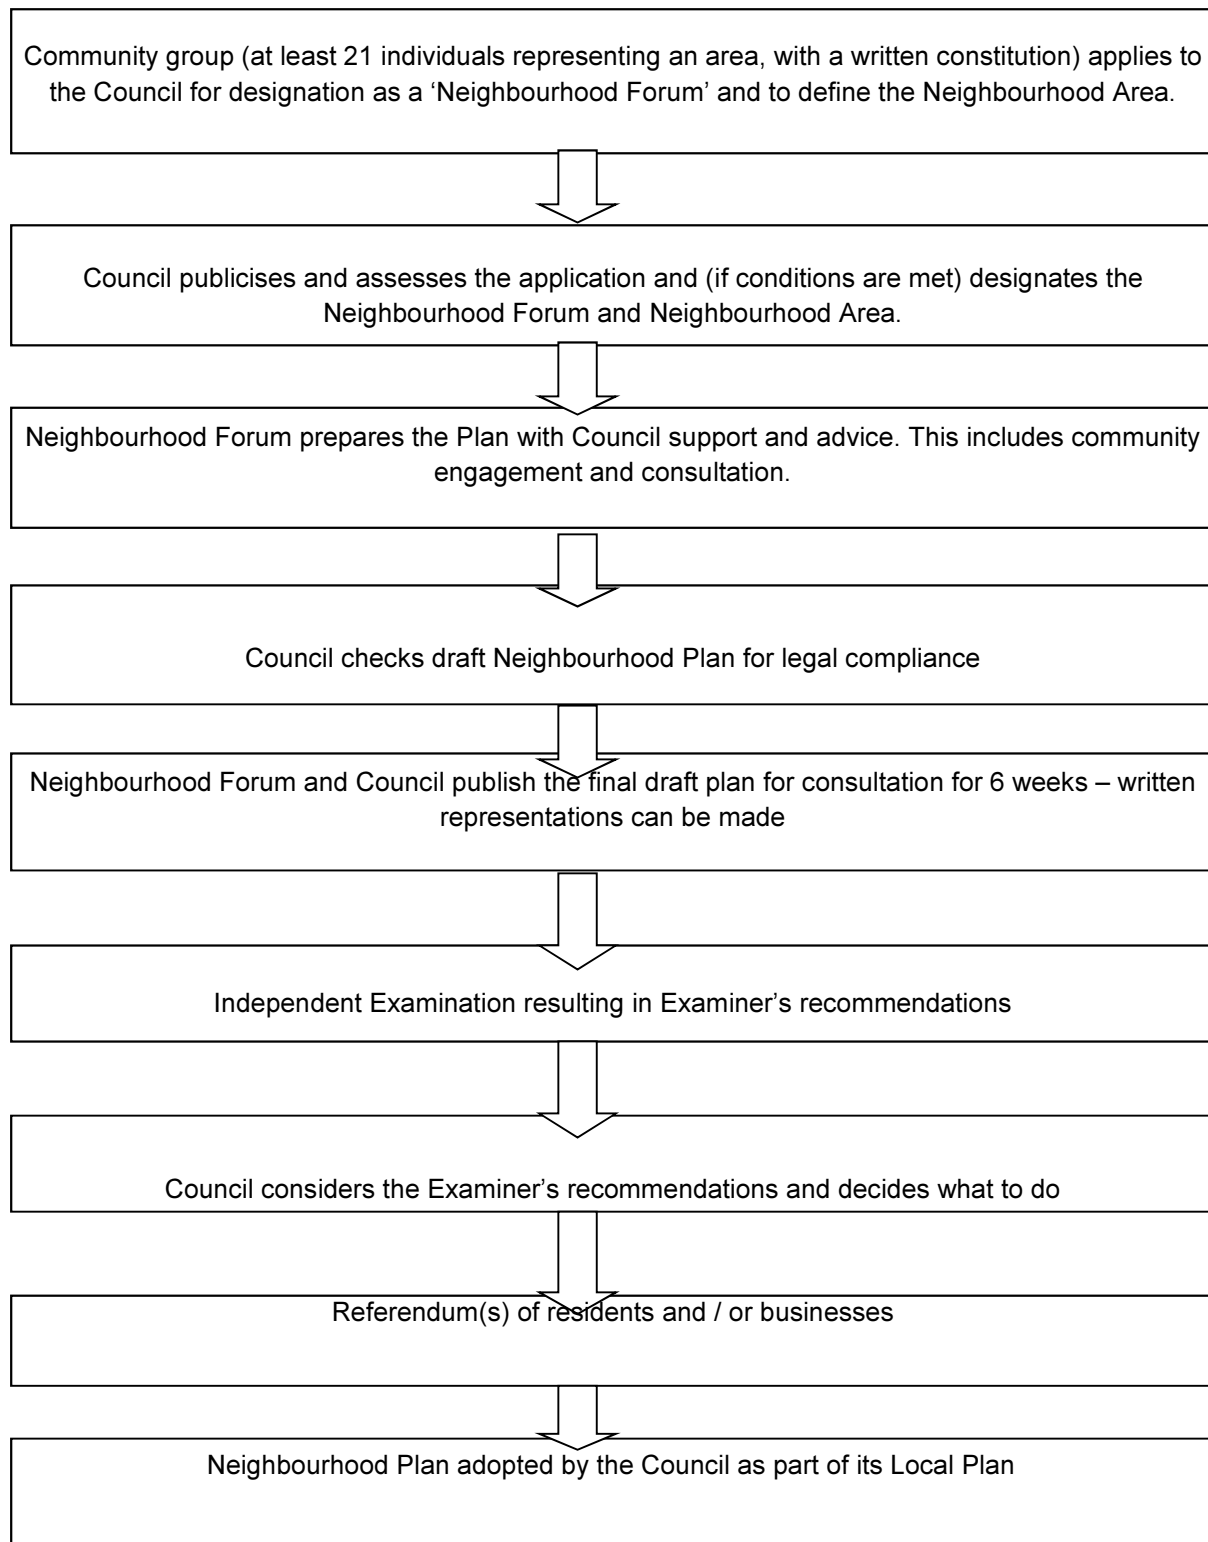 Community group (at least 21 individuals representing an area, with a written constitution) applies to
the Council for designation as a ‘Neighbourhood Forum’ and to define the Neighbourhood Area.
Council publicises and assesses the application and (if conditions are met) designates the
Neighbourhood Forum and Neighbourhood Area.
Neighbourhood Forum prepares the Plan with Council support and advice. This includes community
engagement and consultation.
Council checks draft Neighbourhood Plan for legal compliance
Neighbourhood Forum and Council publish the final draft plan for consultation for 6 weeks – written
representations can be made
Independent Examination resulting in Examiner’s recommendations
Council considers the Examiner’s recommendations and decides what to do
Referendum(s) of residents and / or businesses
Neighbourhood Plan adopted by the Council as part of its Local Plan